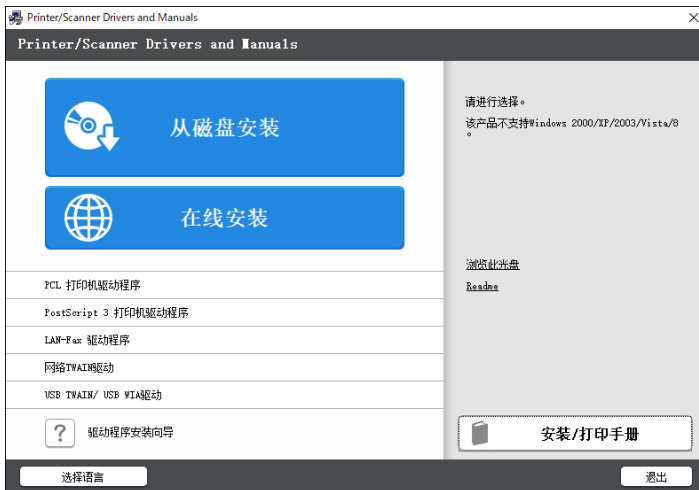 Printer/Scanner Drivers and Manuals
Printer/Scanner Drivers and Manuals
从磁盘安装
在线安装
PCL 打印机驱动程序
PostScript 3 打印机驱动程序
LAN-Fax 驱动程序
网络TWAIN驱动
USB TWAIN/ USB WIA驱动
? 驱动程序安装向导
请进行选择。
该产品不支持Windows 2000/XP/2003/Vista/8
。
浏览此光盘
Readme
安装/打印手册
选择语言
退出